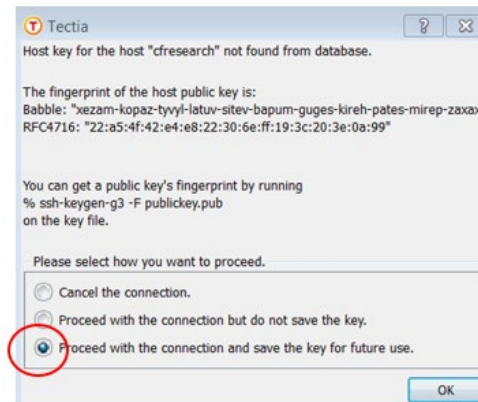 Tectia
Host key for the host "cfresearch" not found from database.
The fingerprint of the host public key is:
Babble: "xezam-kopaz-tyvyl-latuv-sitev-bapum-guges-kireh-pates-mirep-zaxax
RFC4716: "22:a5:4f:42:e4:e8:22:30:6e:ff:19:3c:20:3e:0a:99"
You can get a public key's fingerprint by running
% ssh-keygen-g3 -F publickey.pub
on the key file.
Please select how you want to proceed.
Cancel the connection.
Proceed with the connection but do not save the key.
Proceed with the connection and save the key for future use.
OK